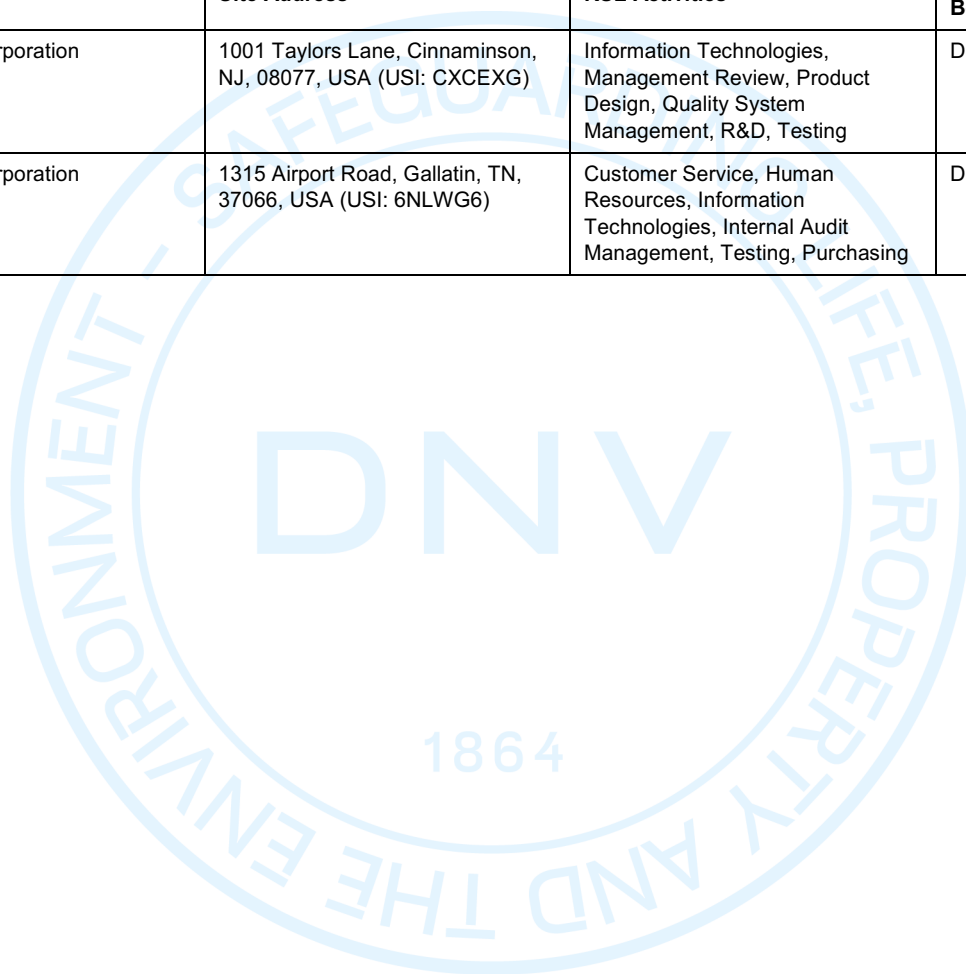 Site Address
RSL Activities
B
rporation
1001 Taylors Lane, Cinnaminson,
NJ, 08077, USA (USI: CXCEXG)
Information Technologies,
Management Review, Product
Design, Quality System
Management, R&D, Testing
D
rporation
1315 Airport Road, Gallatin, TN,
37066, USA (USI: 6NLWG6)
Customer Service, Human
Resources, Information
Technologies, Internal Audit
Management, Testing, Purchasing
D
SAFEGUARDING LIFE, PROPERTY AND THE ENVIRONMENT –
DNV
1864